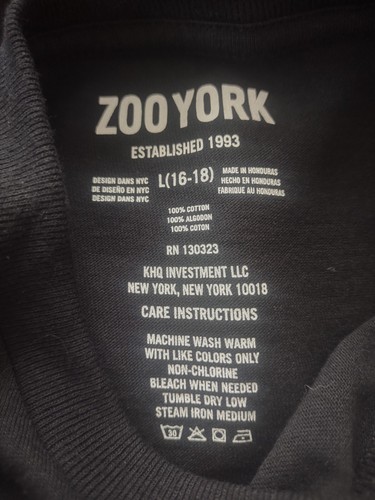 ZOO YORK
ESTABLISHED 1993
DESIGN DANS NYC
DE DISEÑO EN NYC
DESIGN DANS NYC
L(16-18)
MADE IN HONDURAS
HECHO EN HONDURAS
FABRIQUE AU HONDURAS
100% COTTON
100% ALGODON
100% COTON
RN 130323
KHQ INVESTMENT LLC
NEW YORK, NEW YORK 10018
CARE INSTRUCTIONS
MACHINE WASH WARM
WITH LIKE COLORS ONLY
NON-CHLORINE
BLEACH WHEN NEEDED
TUMBLE DRY LOW
STEAM IRON MEDIUM
30